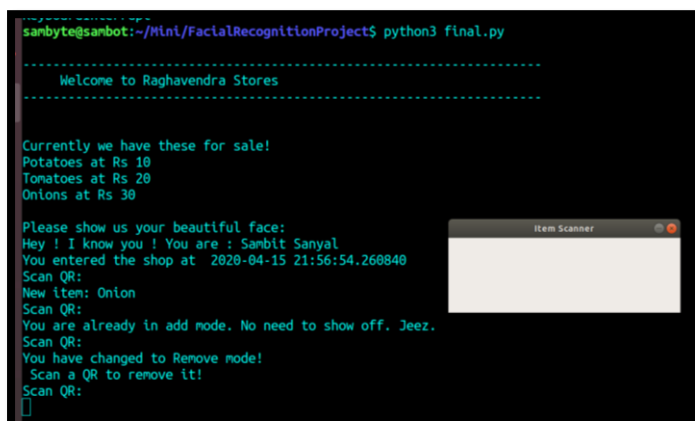 KeyboardInterrupt
sambyte@sambot:~/Mini/FacialRecognitionProject$ python3 final.py
-----------------------------------------------------------------
Welcome to Raghavendra Stores
-----------------------------------------------------------------
Currently we have these for sale!
Potatoes at Rs 10
Tomatoes at Rs 20
Onions at Rs 30
Please show us your beautiful face:
Hey ! I know you ! You are : Sambit Sanyal
You entered the shop at  2020-04-15 21:56:54.260840
Scan QR:
New item: Onion
Scan QR:
You are already in add mode. No need to show off. Jeez.
Scan QR:
You have changed to Remove mode!
 Scan a QR to remove it!
Scan QR:
Item Scanner